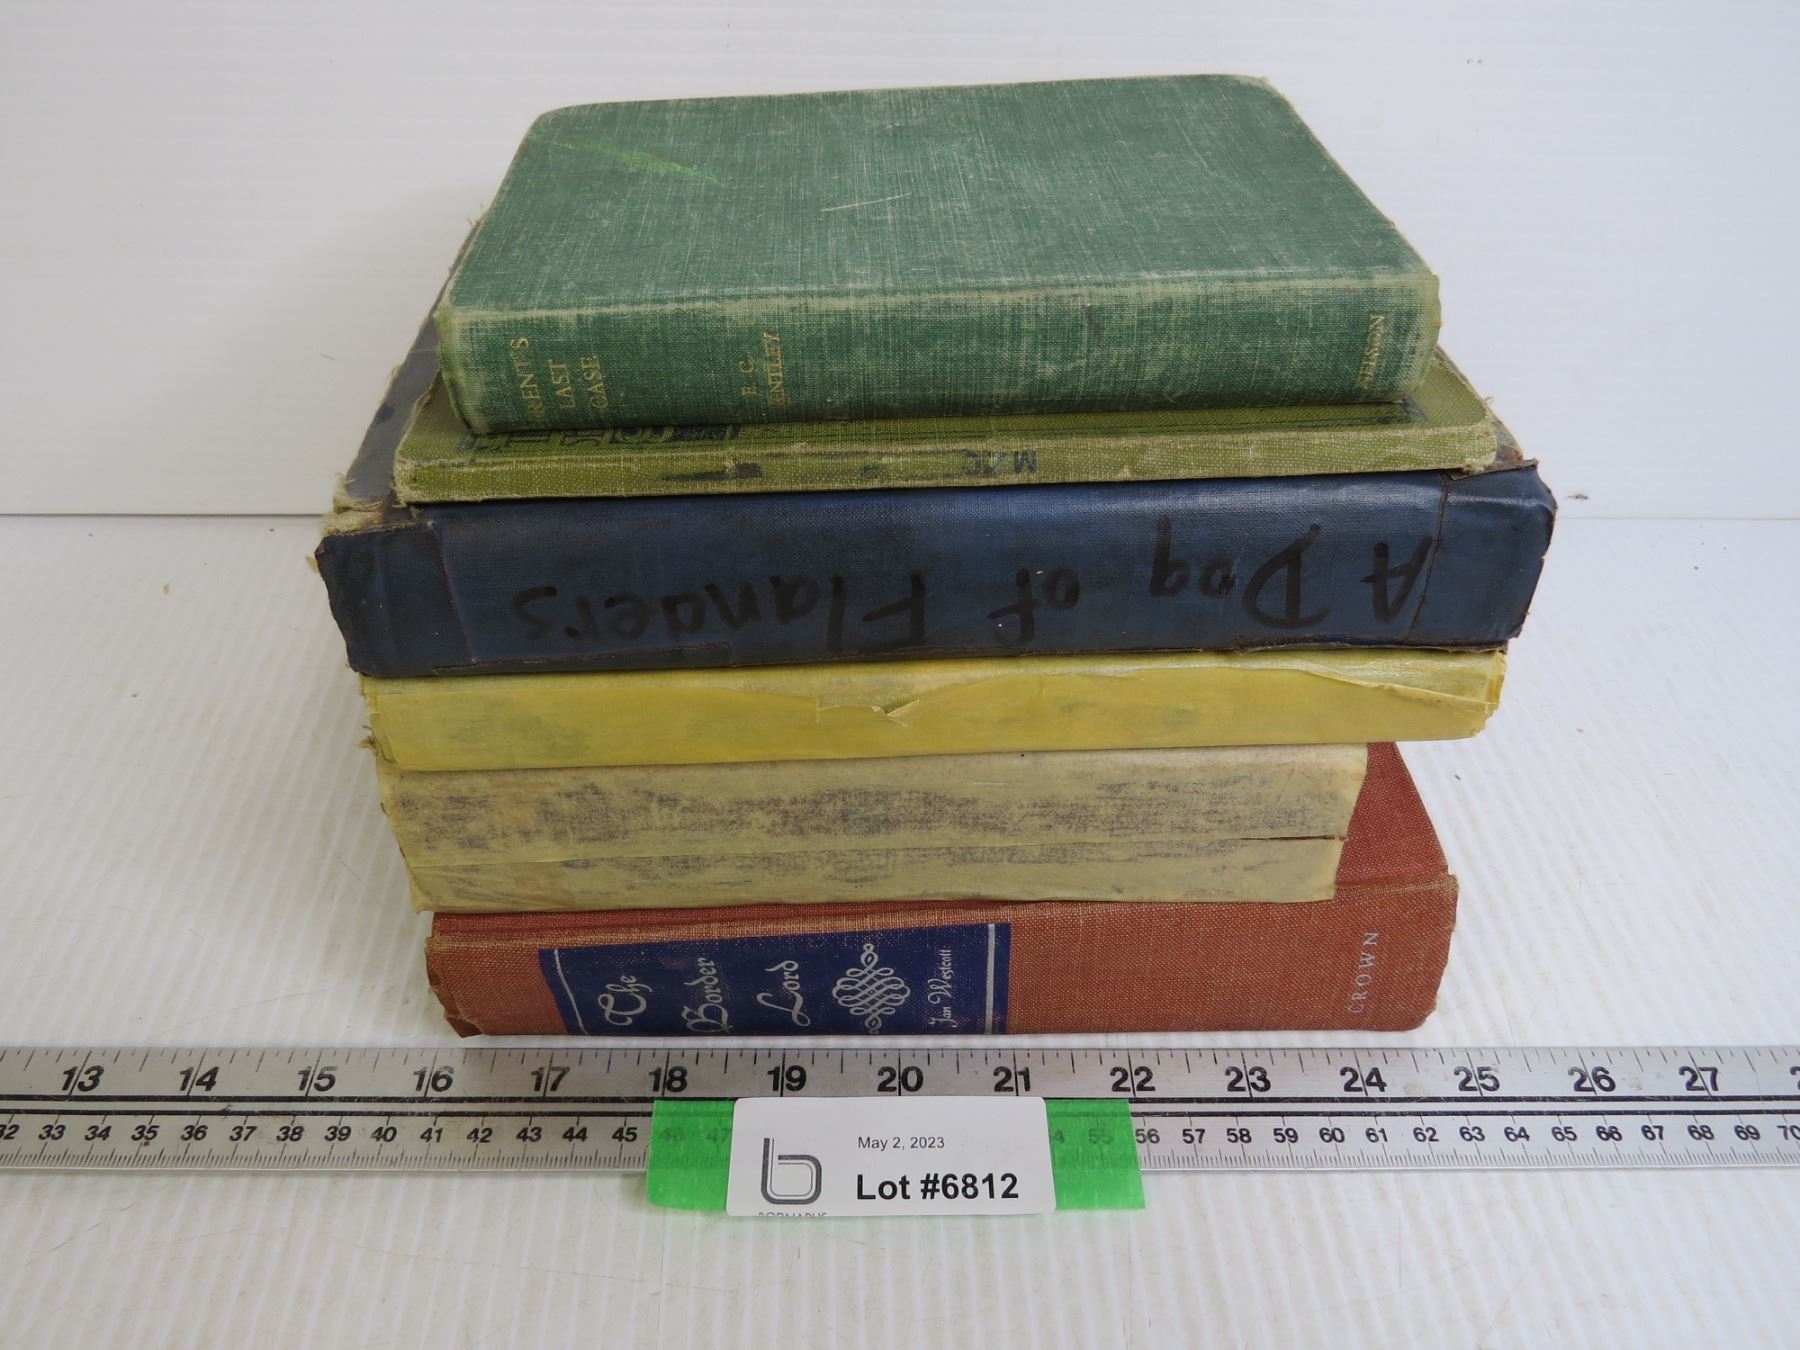 TRENT'S
LAST
CASE
E. C.
BENTLEY
NELSON
A Dog of Flanders
The
Border
Lord
Jan Westcott
CROWN
13 14 15 16 17 18 19 20 21 22 23 24 25 26 27
32 33 34 35 36 37 38 39 40 41 42 43 44 45 46 47 54 55 56 57 58 59 60 61 62 63 64 65 66 67 68 69 70
May 2, 2023
Lot #6812